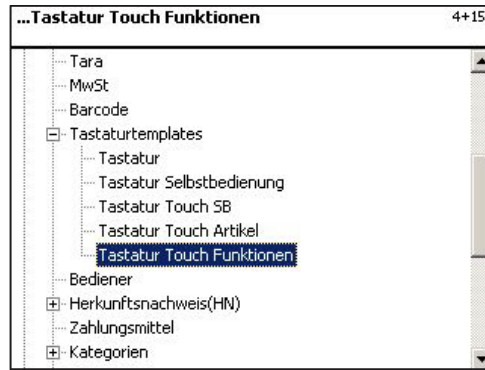 ...Tastatur Touch Funktionen 4+15
Tara
MwSt
Barcode
Tastaturtemplates
Tastatur
Tastatur Selbstbedienung
Tastatur Touch SB
Tastatur Touch Artikel
Tastatur Touch Funktionen
Bediener
Herkunftsnachweis(HN)
Zahlungsmittel
Kategorien